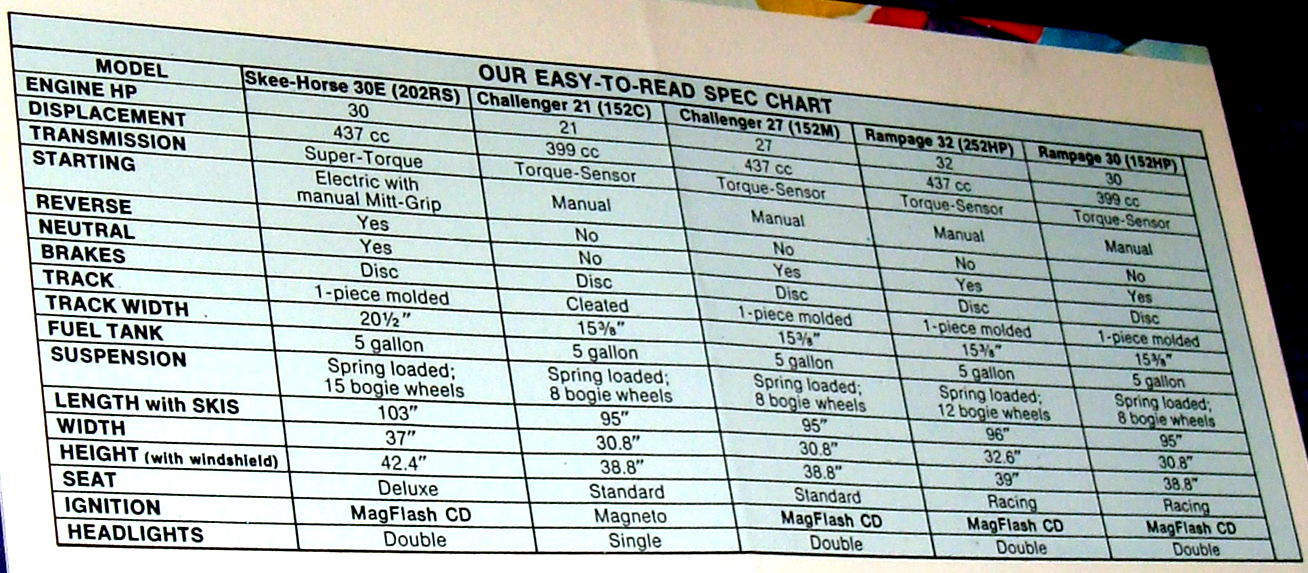 OUR EASY-TO-READ SPEC CHART
MODEL Skee-Horse 30E (202RS) Challenger 21 (152C) Challenger 27 (152M) Rampage 32 (252HP) Rampage 30 (152HP)
ENGINE HP 30 21 27 32 30
DISPLACEMENT 437 cc 399 cc 437 cc 437 cc 399 cc
TRANSMISSION Super-Torque Torque-Sensor Torque-Sensor Torque-Sensor Torque-Sensor
STARTING Electric with manual Mitt-Grip Manual Manual Manual Manual
REVERSE Yes No No No No
NEUTRAL Yes No Yes Yes Yes
BRAKES Disc Disc Disc Disc Disc
TRACK 1-piece molded Cleated 1-piece molded 1-piece molded 1-piece molded
TRACK WIDTH 20½" 15⅜" 15⅜" 15⅜" 15⅜"
FUEL TANK 5 gallon 5 gallon 5 gallon 5 gallon 5 gallon
SUSPENSION Spring loaded; 15 bogie wheels Spring loaded; 8 bogie wheels Spring loaded; 8 bogie wheels Spring loaded; 12 bogie wheels Spring loaded; 8 bogie wheels
LENGTH with SKIS 103" 95" 95" 96" 95"
WIDTH 37" 30.8" 30.8" 32.6" 30.8"
HEIGHT (with windshield) 42.4" 38.8" 38.8" 39" 38.8"
SEAT Deluxe Standard Standard Racing Racing
IGNITION MagFlash CD Magneto MagFlash CD MagFlash CD MagFlash CD
HEADLIGHTS Double Single Double Double Double